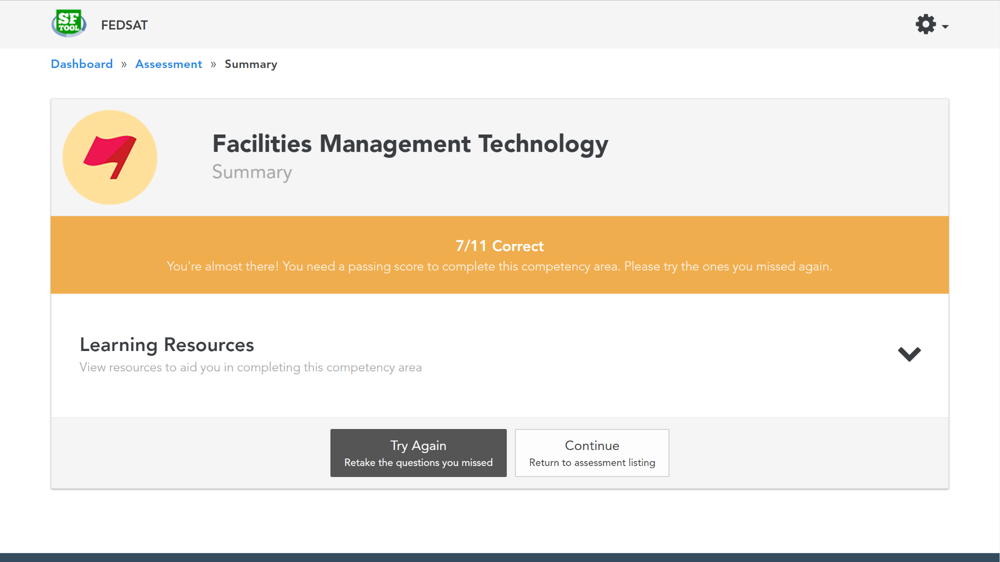 SF
TOOL
FEDSAT
Dashboard » Assessment » Summary
Facilities Management Technology
Summary
7/11 Correct
You're almost there! You need a passing score to complete this competency area. Please try the ones you missed again.
Learning Resources
View resources to aid you in completing this competency area
Try Again
Retake the questions you missed
Continue
Return to assessment listing